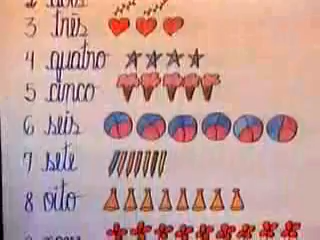 3 três
4 quatro
5 cinco
6 seis
7 sete
8 oito